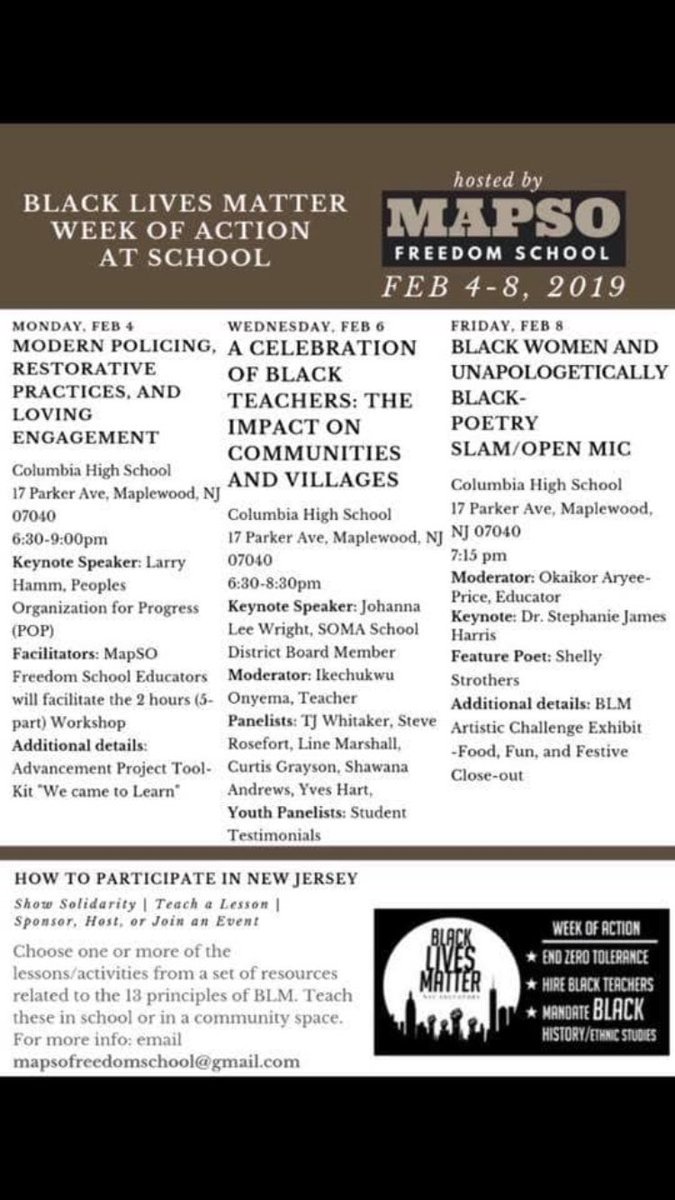 BLACK LIVES MATTER
WEEK OF ACTION
AT SCHOOL
hosted by
MAPSO
FREEDOM SCHOOL
FEB 4-8, 2019
MONDAY, FEB 4
MODERN POLICING,
RESTORATIVE
PRACTICES, AND
LOVING
ENGAGEMENT
Columbia High School
17 Parker Ave, Maplewood, NJ
07040
6:30-9:00pm
Keynote Speaker: Larry
Hamm, Peoples
Organization for Progress
(POP)
Facilitators: MapSO
Freedom School Educators
will facilitate the 2 hours (5-
part) Workshop
Additional details:
Advancement Project Tool-
Kit "We came to Learn"
WEDNESDAY, FEB 6
A CELEBRATION
OF BLACK
TEACHERS: THE
IMPACT ON
COMMUNITIES
AND VILLAGES
Columbia High School
17 Parker Ave, Maplewood, NJ
07040
6:30-8:30pm
Keynote Speaker: Johanna
Lee Wright, SOMA School
District Board Member
Moderator: Ikechukwu
Onyema, Teacher
Panelists: TJ Whitaker, Steve
Rosefort, Line Marshall,
Curtis Grayson, Shawana
Andrews, Yves Hart,
Youth Panelists: Student
Testimonials
FRIDAY, FEB 8
BLACK WOMEN AND
UNAPOLOGETICALLY
BLACK-
POETRY
SLAM/OPEN MIC
Columbia High School
17 Parker Ave, Maplewood,
NJ 07040
7:15 pm
Moderator: Okaikor Aryee-
Price, Educator
Keynote: Dr. Stephanie James
Harris
Feature Poet: Shelly
Strothers
Additional details: BLM
Artistic Challenge Exhibit
-Food, Fun, and Festive
Close-out
HOW TO PARTICIPATE IN NEW JERSEY
Show Solidarity | Teach a Lesson |
Sponsor, Host, or Join an Event
Choose one or more of the
lessons/activities from a set of resources
related to the 13 principles of BLM. Teach
these in school or in a community space.
For more info: email
mapsofreedomschool@gmail.com
BLACK
LIVES
MATTER
NYC EDUCATORS
WEEK OF ACTION
★ END ZERO TOLERANCE
★ HIRE BLACK TEACHERS
★ MANDATE BLACK
HISTORY/ETHNIC STUDIES